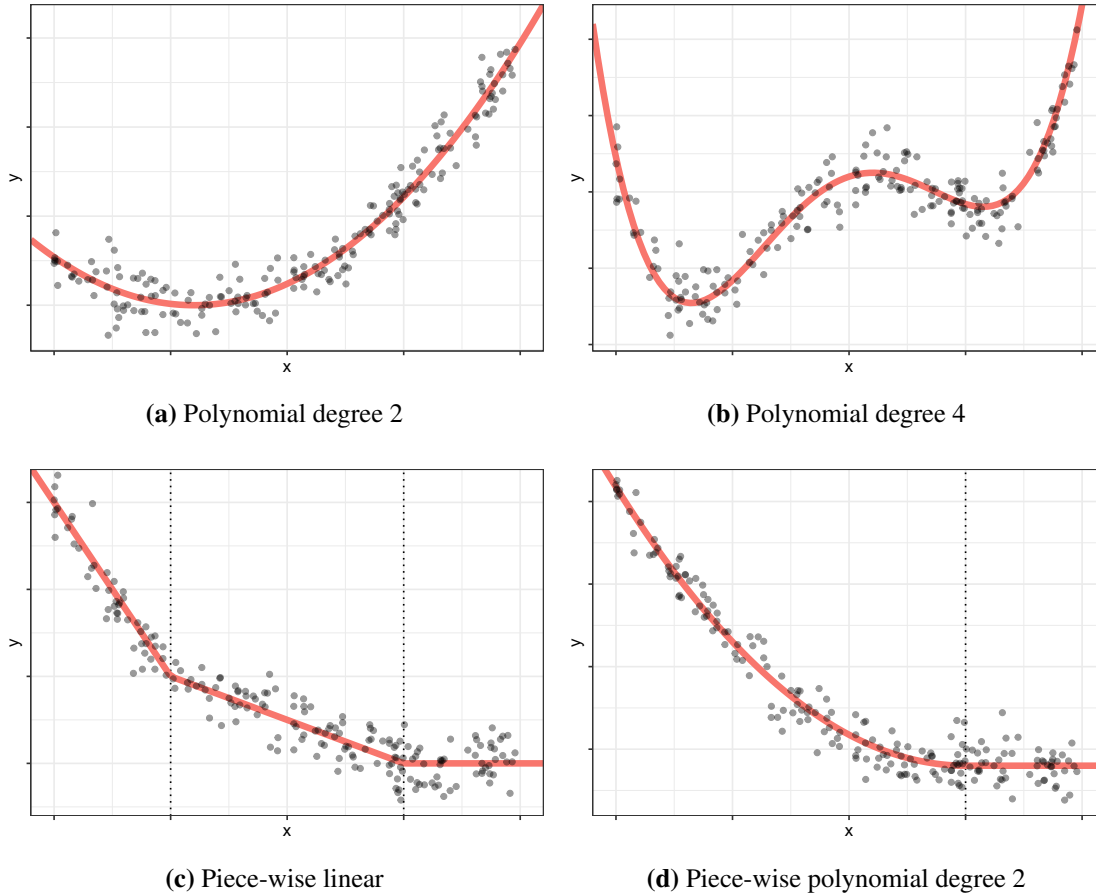 y
x
(a) Polynomial degree 2
y
x
(b) Polynomial degree 4
y
x
(c) Piece-wise linear
y
x
(d) Piece-wise polynomial degree 2